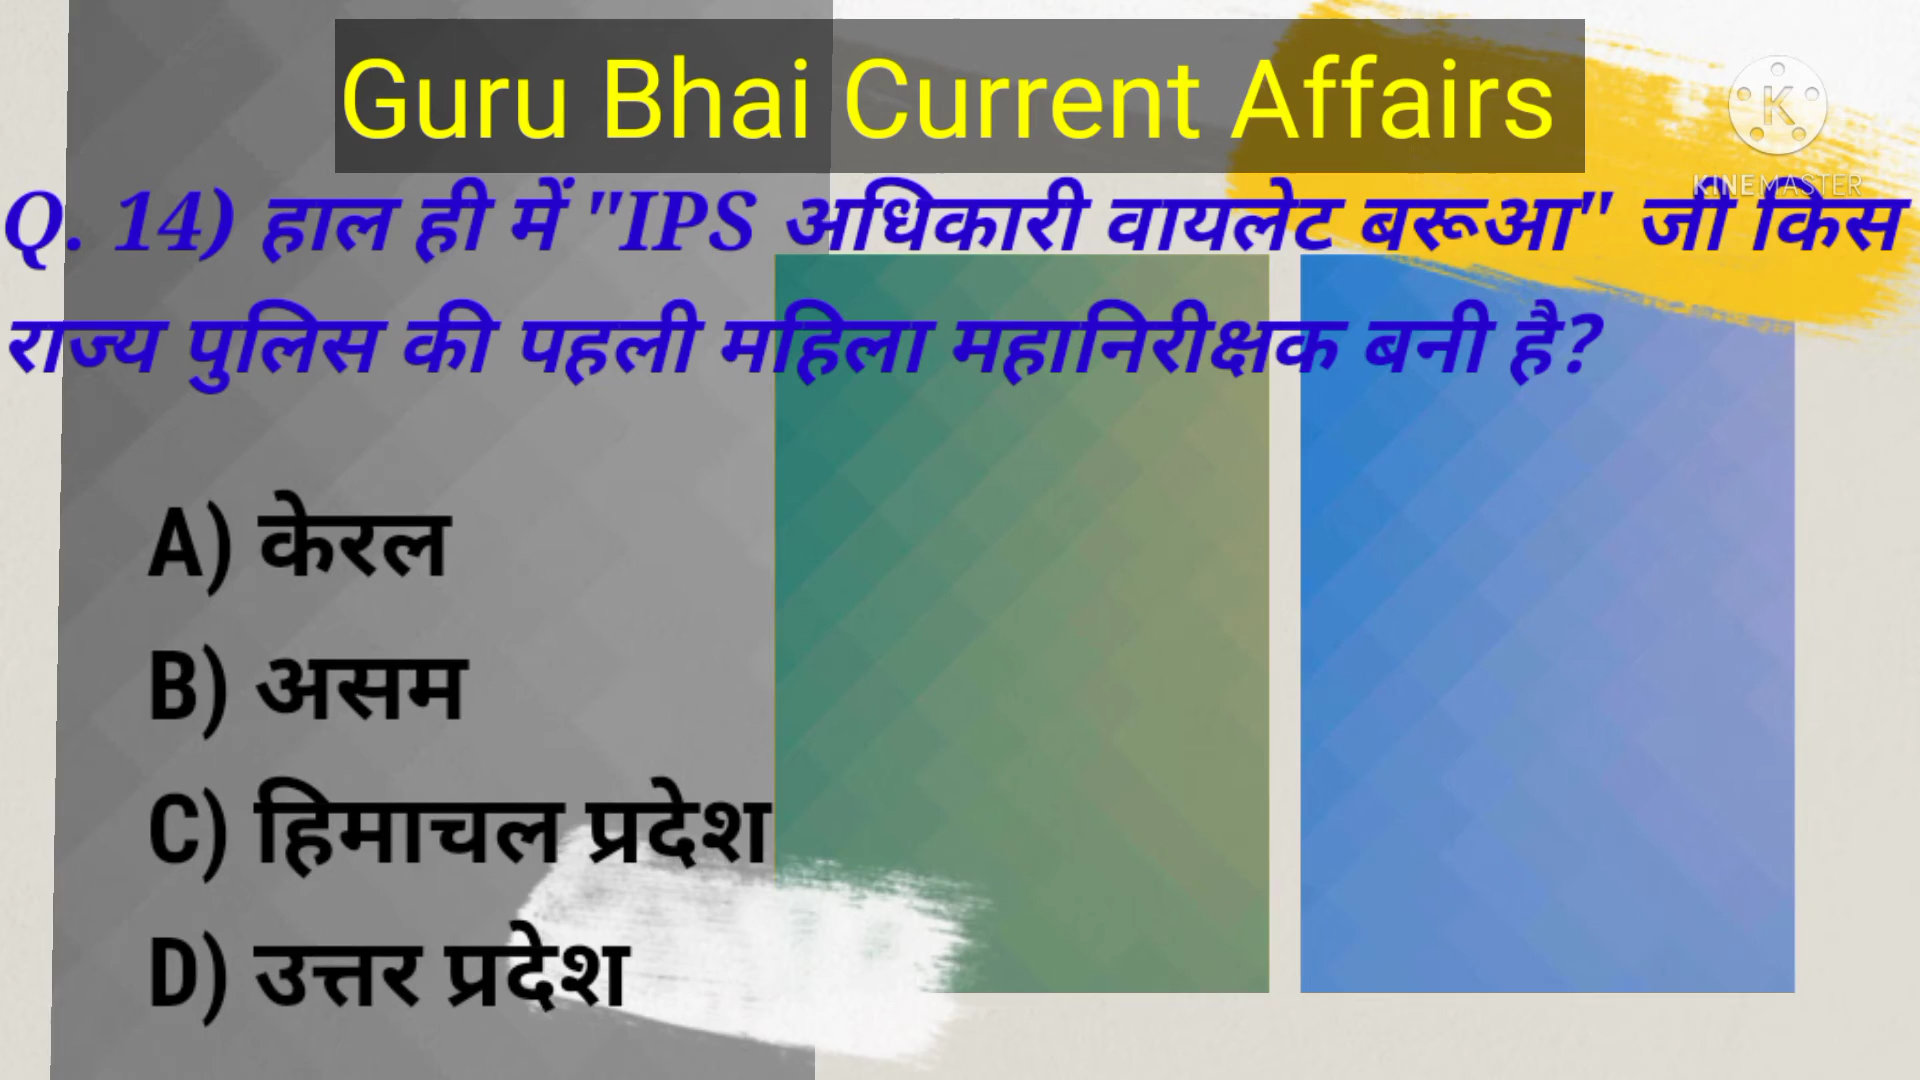 Guru Bhai Current Affairs
K
KINEMASTER
Q. 14) हाल ही में "IPS अधिकारी वायलेट बरूआ" जी किस
राज्य पुलिस की पहली महिला महानिरीक्षक बनी है?
A) केरल
B) असम
C) हिमाचल प्रदेश
D) उत्तर प्रदेश